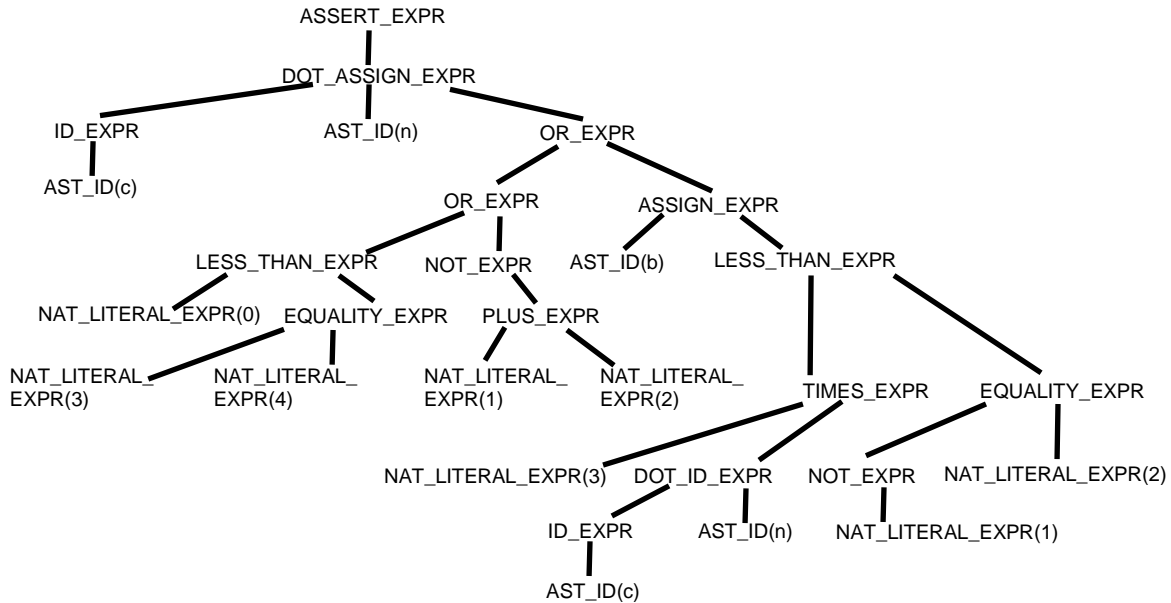 ASSERT_EXPR
DOT_ASSIGN_EXPR
ID_EXPR
AST_ID(n)
OR_EXPR
AST_ID(c)
OR_EXPR
ASSIGN_EXPR
LESS_THAN_EXPR
NOT_EXPR
AST_ID(b)
LESS_THAN_EXPR
NAT_LITERAL_EXPR(0)
EQUALITY_EXPR
PLUS_EXPR
NAT_LITERAL_
EXPR(3)
NAT_LITERAL_
EXPR(4)
NAT_LITERAL_
EXPR(1)
NAT_LITERAL_
EXPR(2)
TIMES_EXPR
EQUALITY_EXPR
NAT_LITERAL_EXPR(3)
DOT_ID_EXPR
NOT_EXPR
NAT_LITERAL_EXPR(2)
ID_EXPR
AST_ID(n)
NAT_LITERAL_EXPR(1)
AST_ID(c)